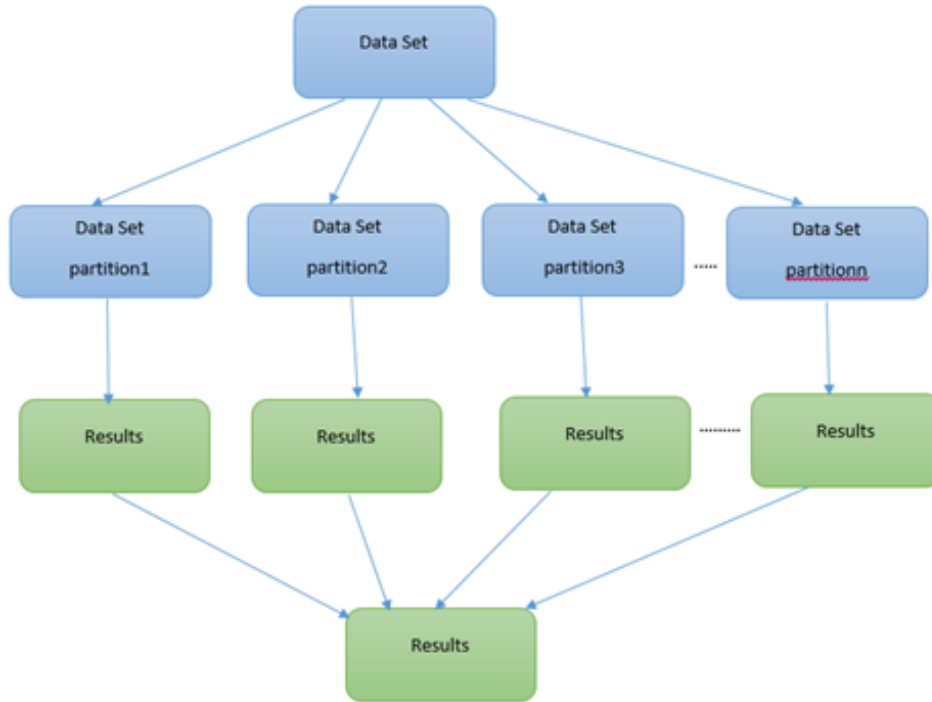 Data Set
Data Set
partition1
Data Set
partition2
Data Set
partition3
.....
Data Set
partitionn
Results
Results
Results
..........
Results
Results